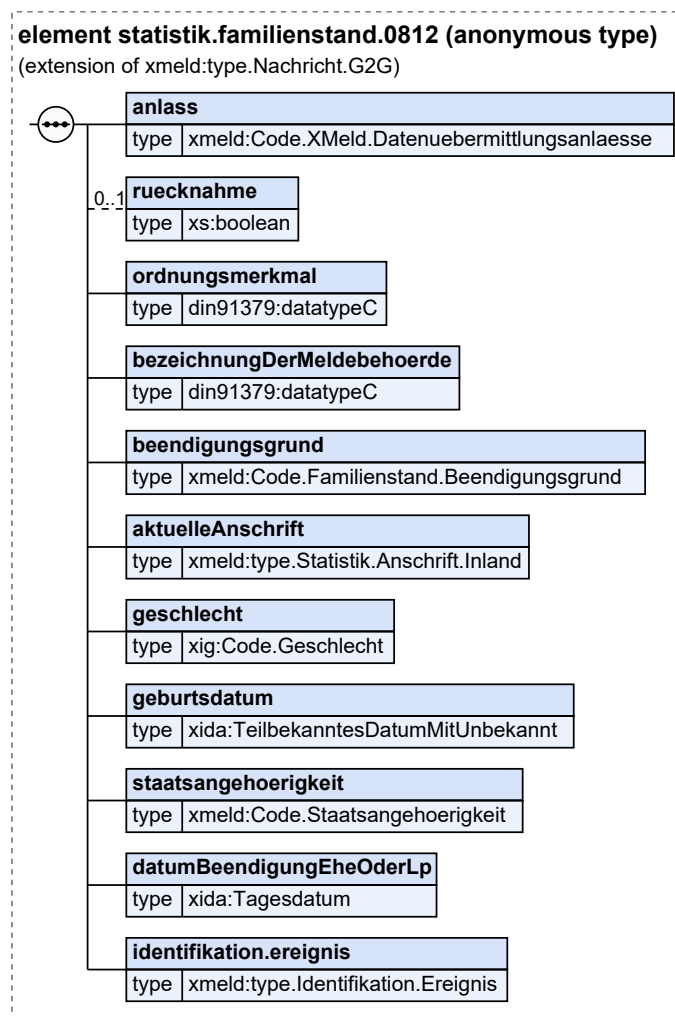 element statistik.familienstand.0812 (anonymous type)
(extension of xmeld:type.Nachricht.G2G)
anlass
type xmeld:Code.XMeld.Datenuebermittlungsanlaesse
0..1 ruecknahme
type xs:boolean
ordnungsmerkmal
type din91379:datatypeC
bezeichnungDerMeldebehoerde
type din91379:datatypeC
beendigungsgrund
type xmeld:Code.Familienstand.Beendigungsgrund
aktuelleAnschrift
type xmeld:type.Statistik.Anschrift.Inland
geschlecht
type xig:Code.Geschlecht
geburtsdatum
type xida:TeilbekanntesDatumMitUnbekannt
staatsangehoerigkeit
type xmeld:Code.Staatsangehoerigkeit
datumBeendigungEheOderLp
type xida:Tagesdatum
identifikation.ereignis
type xmeld:type.Identifikation.Ereignis